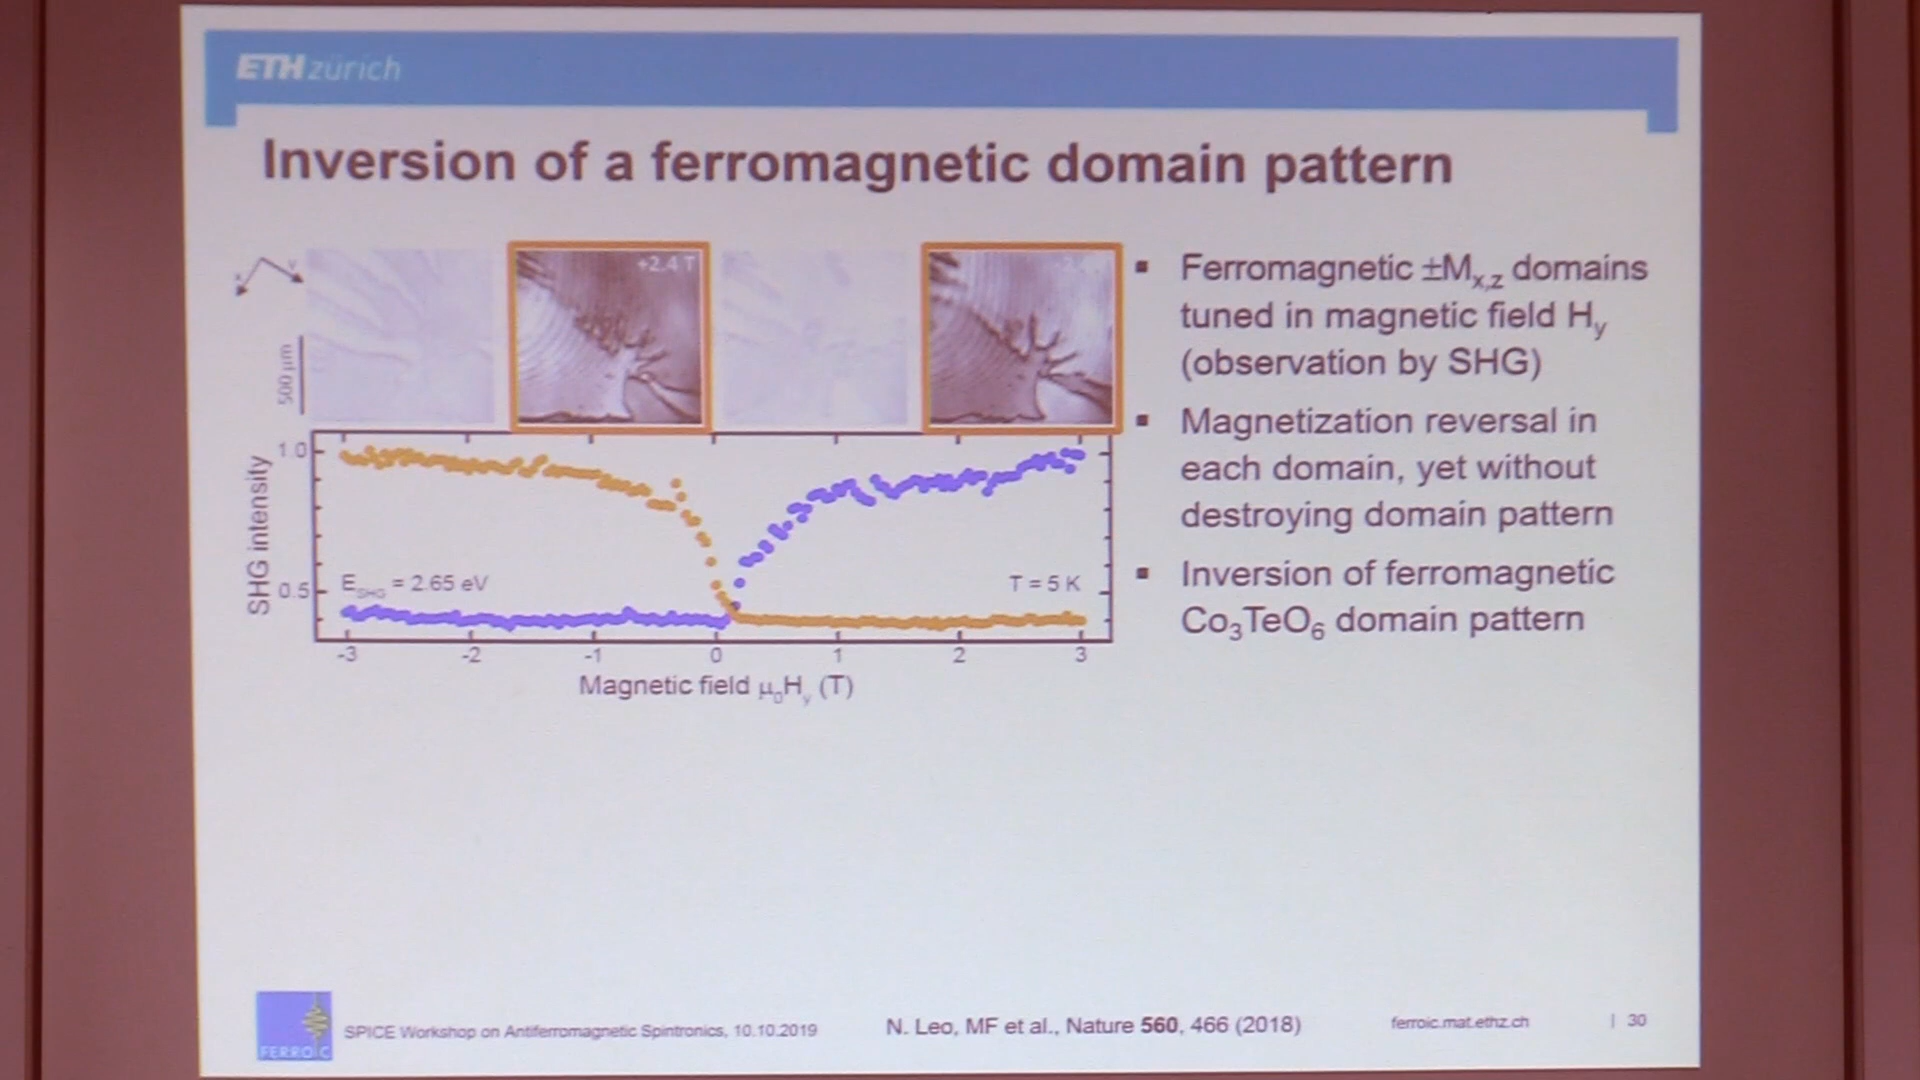 ETH zürich
Inversion of a ferromagnetic domain pattern
+2.4 T
500 µm
▪ Ferromagnetic ±Mx,z domains
tuned in magnetic field Hy
(observation by SHG)
▪ Magnetization reversal in
each domain, yet without
destroying domain pattern
▪ Inversion of ferromagnetic
Co3TeO6 domain pattern
SHG intensity
1.0
0.5
ESHG = 2.65 eV
T = 5 K
-3 -2 -1 0 1 2 3
Magnetic field µ0Hy (T)
FERROIC
SPICE Workshop on Antiferromagnetic Spintronics, 10.10.2019
N. Leo, MF et al., Nature 560, 466 (2018)
ferroic.mat.ethz.ch
| 30